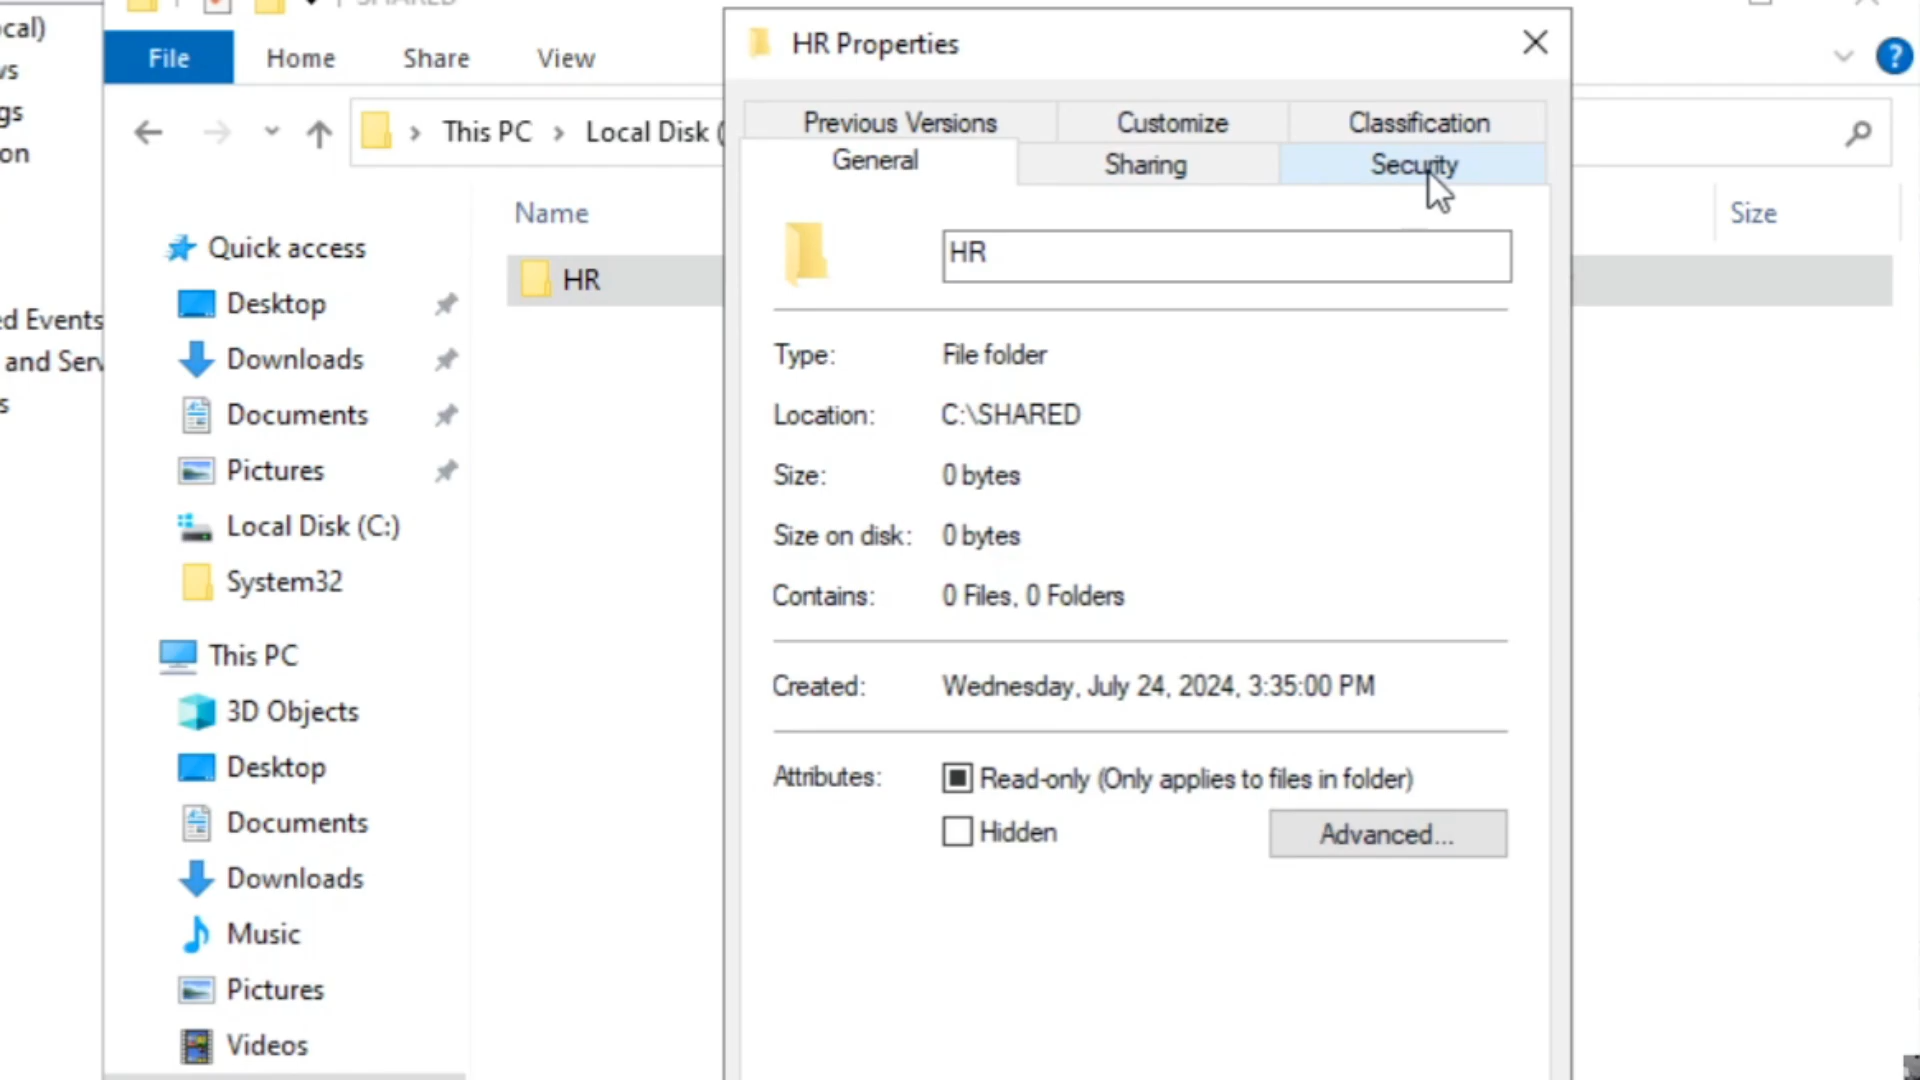 SHARED
cal)
vs
gs
on
ed Events
and Serv
s
File
Home
Share
View
?
This PC
Local Disk (
Quick access
Desktop
Downloads
Documents
Pictures
Local Disk (C:)
System32
This PC
3D Objects
Desktop
Documents
Downloads
Music
Pictures
Videos
Name
Size
HR
HR Properties
Previous Versions
Customize
Classification
General
Sharing
Security
HR
Type: File folder
Location: C:\SHARED
Size: 0 bytes
Size on disk: 0 bytes
Contains: 0 Files, 0 Folders
Created: Wednesday, July 24, 2024, 3:35:00 PM
Attributes: Read-only (Only applies to files in folder)
Hidden
Advanced...